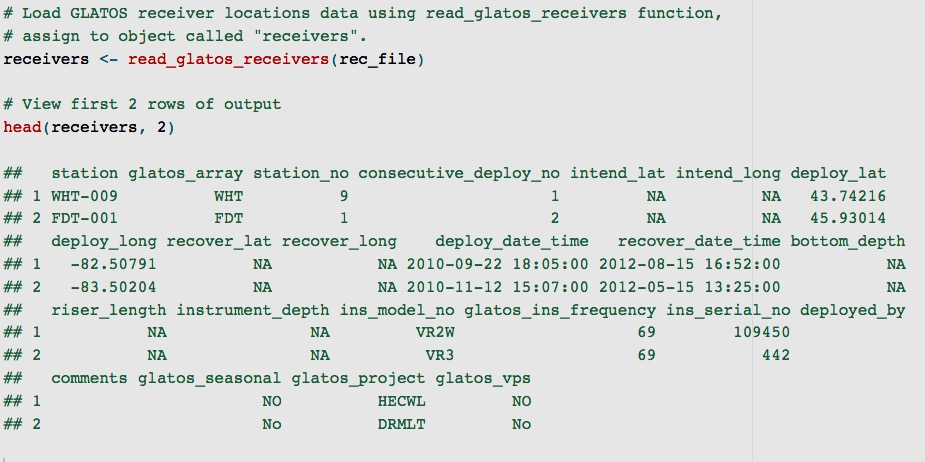 # Load GLATOS receiver locations data using read_glatos_receivers function,
# assign to object called "receivers".
receivers <- read_glatos_receivers(rec_file)
# View first 2 rows of output
head(receivers, 2)
##   station glatos_array station_no consecutive_deploy_no intend_lat intend_long deploy_lat
## 1 WHT-009          WHT          9                     1         NA          NA   43.74216
## 2 FDT-001          FDT          1                     2         NA          NA   45.93014
##   deploy_long recover_lat recover_long    deploy_date_time   recover_date_time bottom_depth
## 1   -82.50791          NA           NA 2010-09-22 18:05:00 2012-08-15 16:52:00           NA
## 2   -83.50204          NA           NA 2010-11-12 15:07:00 2012-05-15 13:25:00           NA
##   riser_length instrument_depth ins_model_no glatos_ins_frequency ins_serial_no deployed_by
## 1           NA               NA         VR2W                   69        109450
## 2           NA               NA          VR3                   69           442
##   comments glatos_seasonal glatos_project glatos_vps
## 1                       NO          HECWL         NO
## 2                       No          DRMLT         No